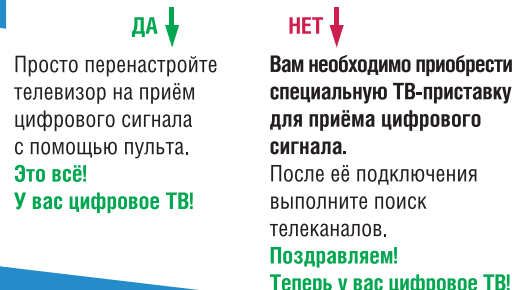 ДА
Просто перенастройте
телевизор на приём
цифрового сигнала
с помощью пульта.
Это всё!
У вас цифровое ТВ!
НЕТ
Вам необходимо приобрести
специальную ТВ-приставку
для приёма цифрового
сигнала.
После её подключения
выполните поиск
телеканалов.
Поздравляем!
Теперь у вас цифровое ТВ!